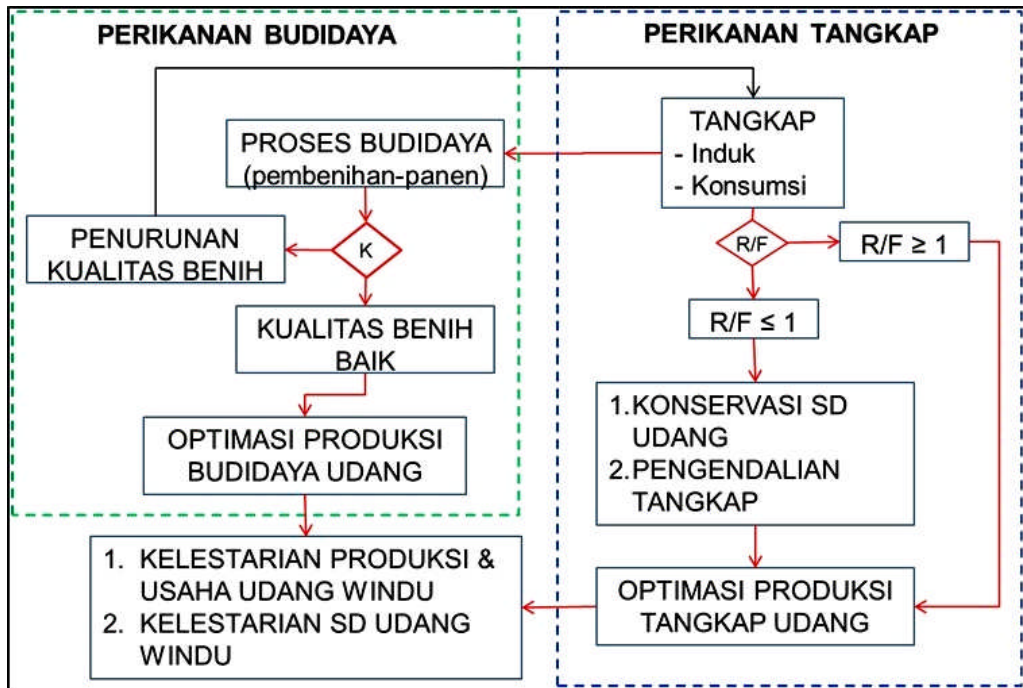 PERIKANAN BUDIDAYA
PROSES BUDIDAYA
(pembenihan-panen)
K
PENURUNAN
KUALITAS BENIH
KUALITAS BENIH
BAIK
OPTIMASI PRODUKSI
BUDIDAYA UDANG
PERIKANAN TANGKAP
TANGKAP
- Induk
- Konsumsi
R/F
R/F ≥ 1
R/F ≤ 1
1.KONSERVASI SD
UDANG
2.PENGENDALIAN
TANGKAP
OPTIMASI PRODUKSI
TANGKAP UDANG
1. KELESTARIAN PRODUKSI &
USAHA UDANG WINDU
2. KELESTARIAN SD UDANG
WINDU